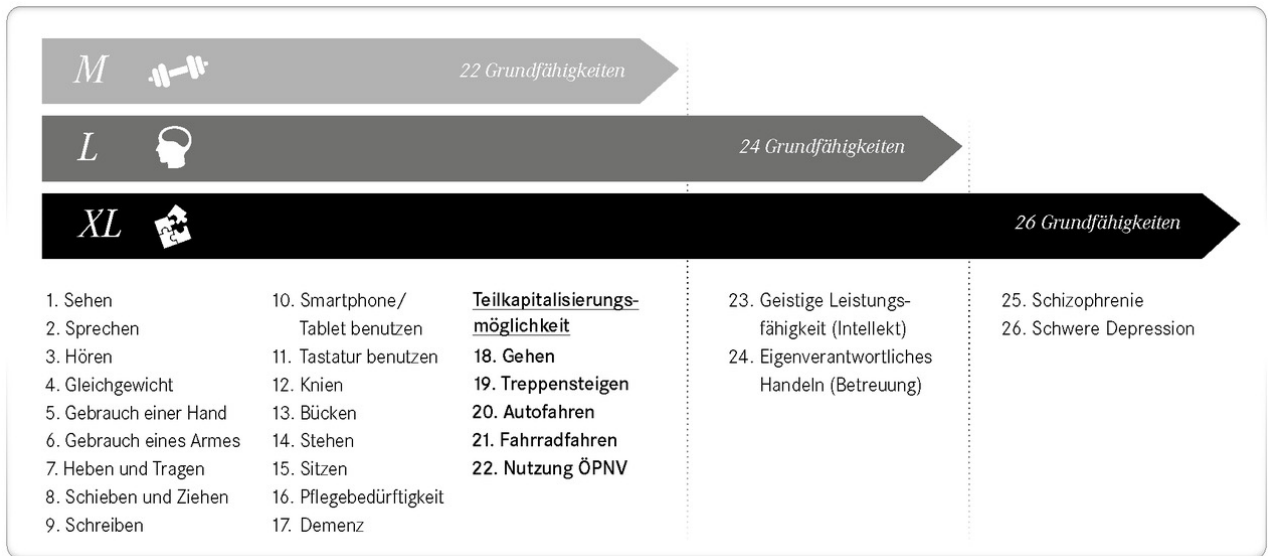 M 22 Grundfähigkeiten
L 24 Grundfähigkeiten
XL 26 Grundfähigkeiten
1. Sehen
2. Sprechen
3. Hören
4. Gleichgewicht
5. Gebrauch einer Hand
6. Gebrauch eines Armes
7. Heben und Tragen
8. Schieben und Ziehen
9. Schreiben
10. Smartphone/
Tablet benutzen
11. Tastatur benutzen
12. Knien
13. Bücken
14. Stehen
15. Sitzen
16. Pflegebedürftigkeit
17. Demenz
Teilkapitalisierungs-
möglichkeit
18. Gehen
19. Treppensteigen
20. Autofahren
21. Fahrradfahren
22. Nutzung ÖPNV
23. Geistige Leistungs-
fähigkeit (Intellekt)
24. Eigenverantwortliches
Handeln (Betreuung)
25. Schizophrenie
26. Schwere Depression